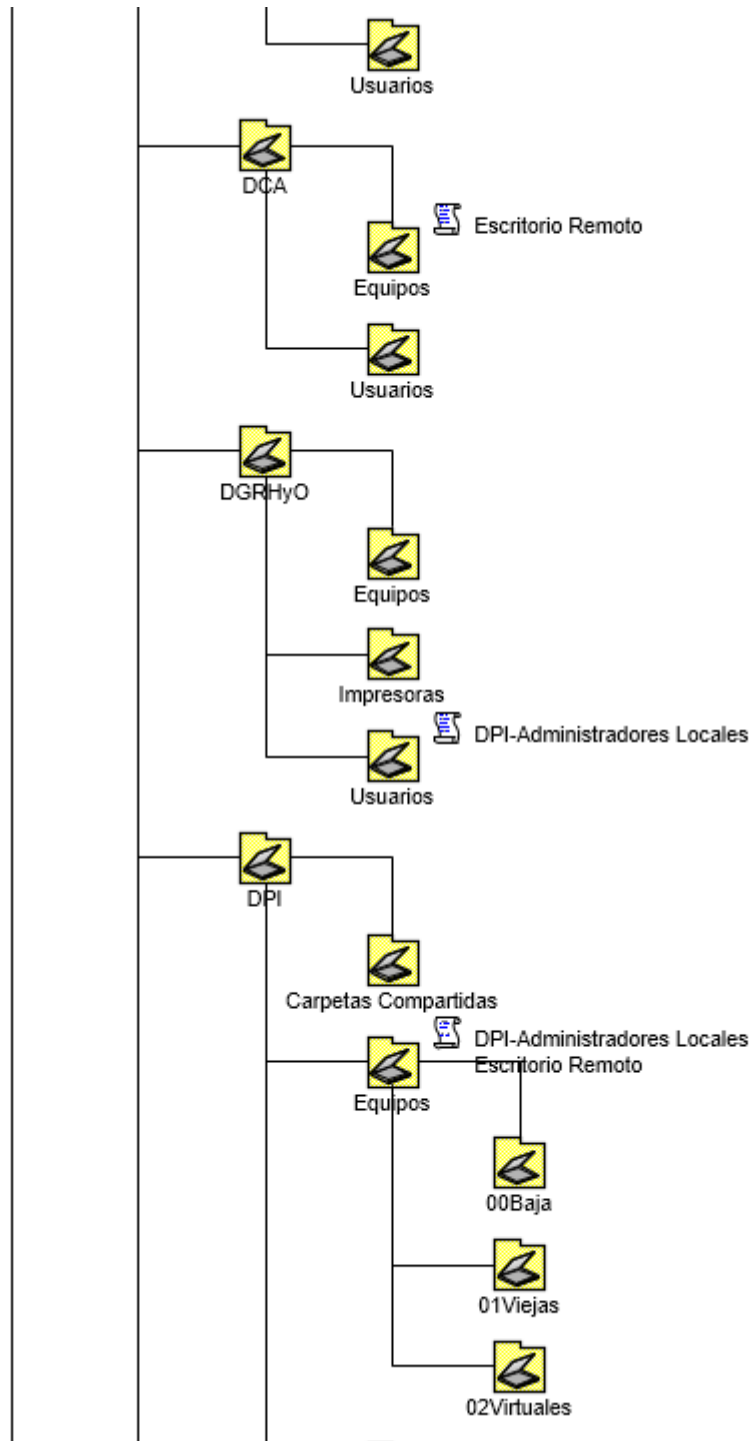 Usuarios
DCA
Escritorio Remoto
Equipos
Usuarios
DGRHyO
Equipos
Impresoras
DPI-Administradores Locales
Usuarios
DPI
Carpetas Compartidas
DPI-Administradores Locales
Escritorio Remoto
Equipos
00Baja
01Viejas
02Virtuales